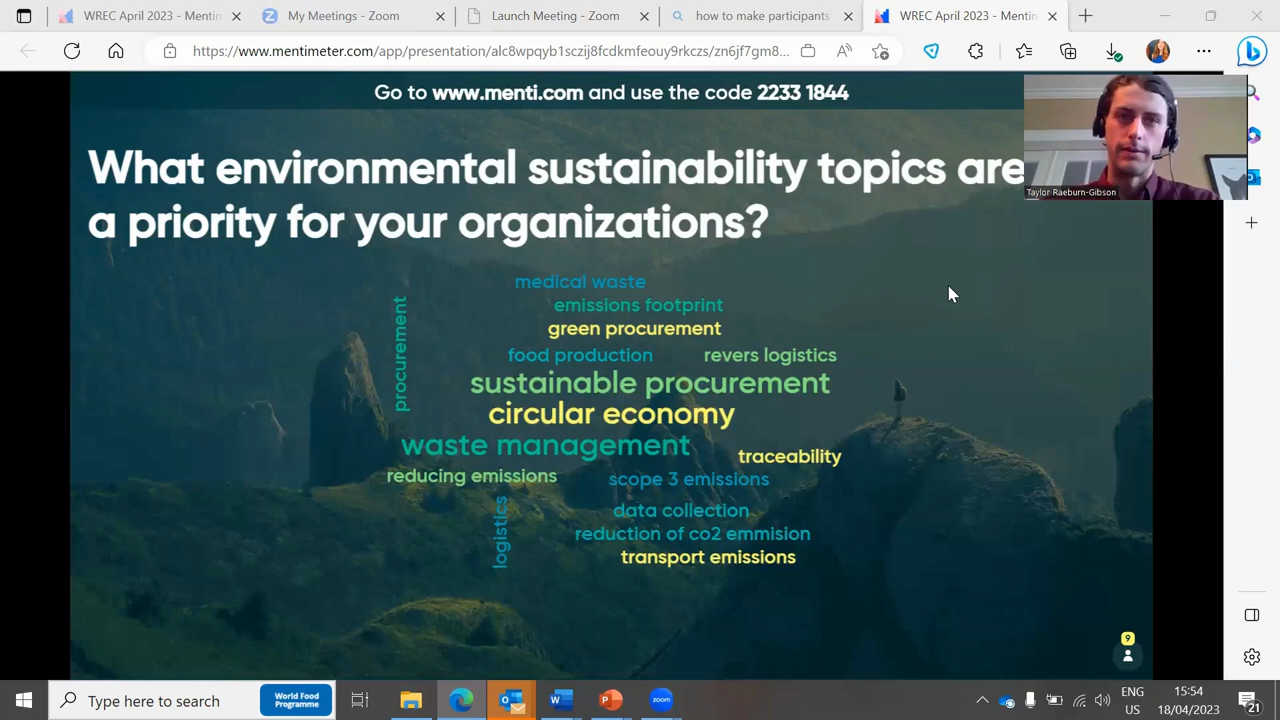 WREC April 2023 - Mentim
My Meetings - Zoom
Launch Meeting - Zoom
how to make participants
WREC April 2023 - Mentim
https://www.mentimeter.com/app/presentation/alc8wpqyb1sczij8fcdkmfeouy9rkczs/zn6jf7gm8...
Go to www.menti.com and use the code 2233 1844
What environmental sustainability topics are
a priority for your organizations?
Taylor Raeburn-Gibson
medical waste
emissions footprint
green procurement
procurement
food production
revers logistics
sustainable procurement
circular economy
waste management
traceability
reducing emissions
scope 3 emissions
logistics
data collection
reduction of co2 emmision
transport emissions
9
Type here to search
World Food
Programme
zoom
ENG
US
15:54
18/04/2023
21